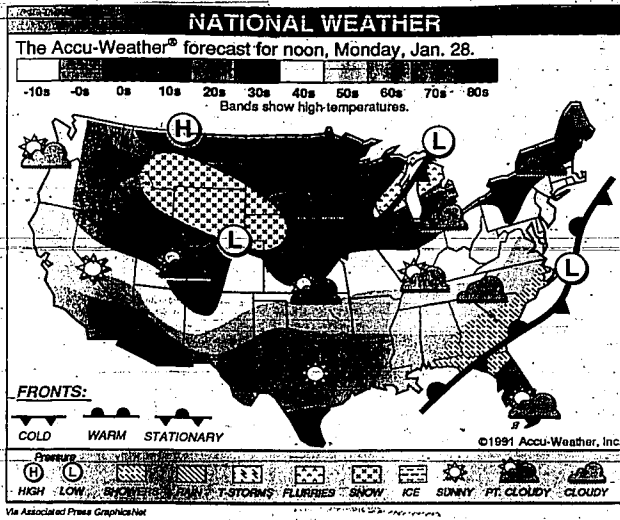 NATIONAL WEATHER
The Accu-Weather® forecast for noon, Monday, Jan. 28.
-10s -0s 0s 10s 20s 30s 40s 50s 60s 70s 80s
Bands show high temperatures.
H
L
L
L
FRONTS:
COLD WARM STATIONARY
©1991 Accu-Weather, Inc.
Pressure
H L
HIGH LOW SHOWERS RAIN T-STORMS FLURRIES SNOW ICE SUNNY PT. CLOUDY CLOUDY
Via Associated Press GraphicsNet